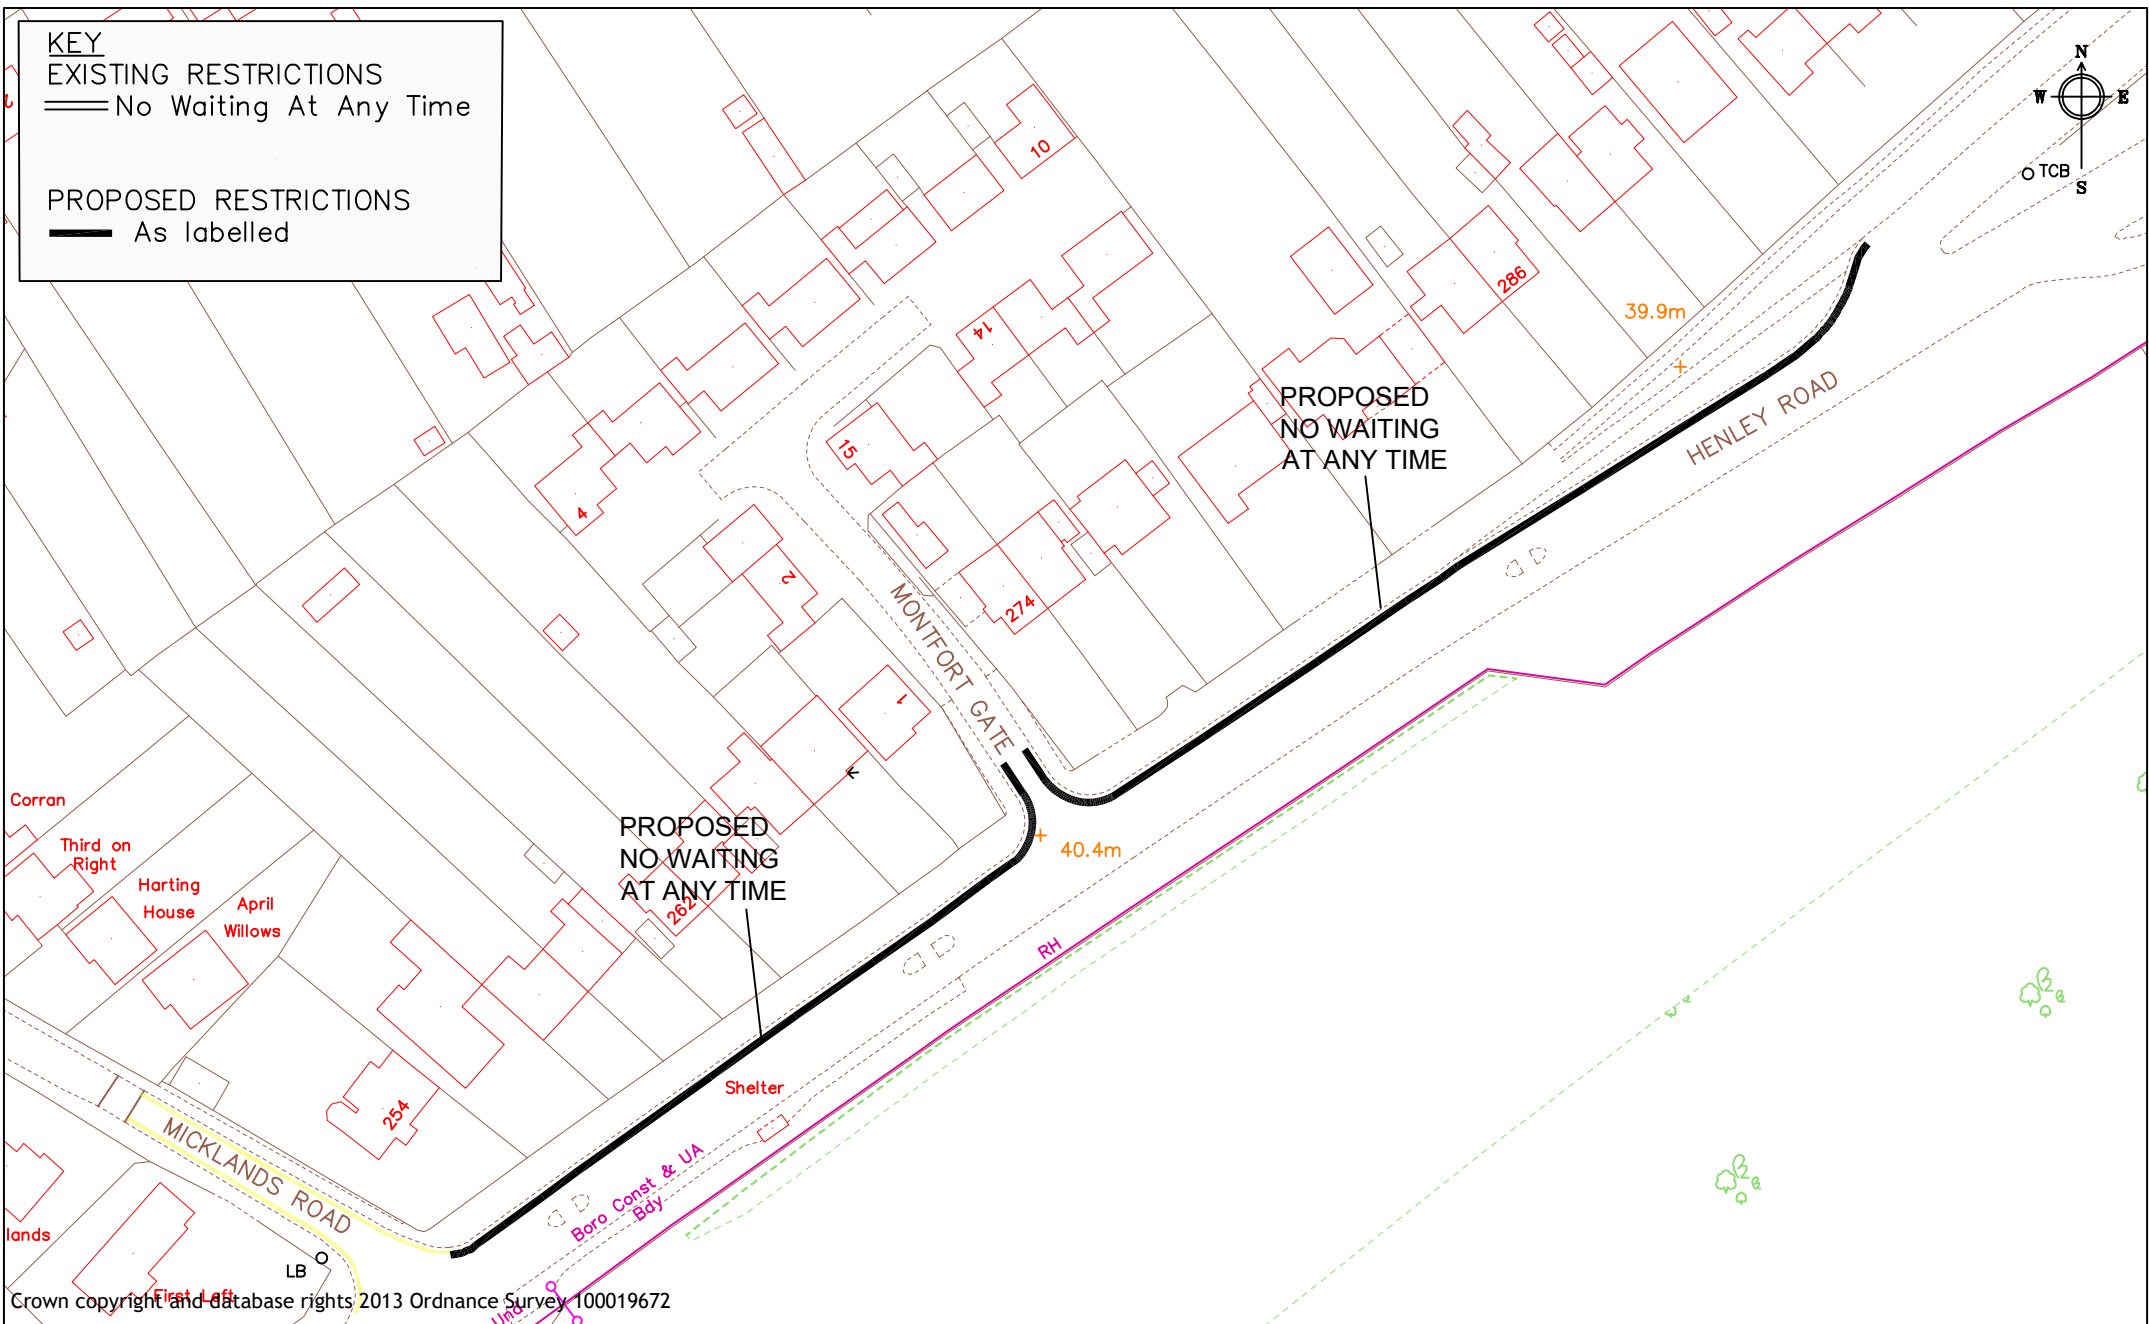 KEY
EXISTING RESTRICTIONS
No Waiting At Any Time
PROPOSED RESTRICTIONS
As labelled
N
W E
S
TCB
10
14
286
39.9m
PROPOSED
NO WAITING
AT ANY TIME
HENLEY ROAD
15
4
2
274
MONTFORT GATE
1
40.4m
Corran
Third on
Right
Harting
House
April
Willows
PROPOSED
NO WAITING
AT ANY TIME
262
RH
254
Shelter
MICKLANDS ROAD
Boro Const & UA
Bdy
lands
LB
First Left
Und
Crown copyright and database rights 2013 Ordnance Survey 100019672